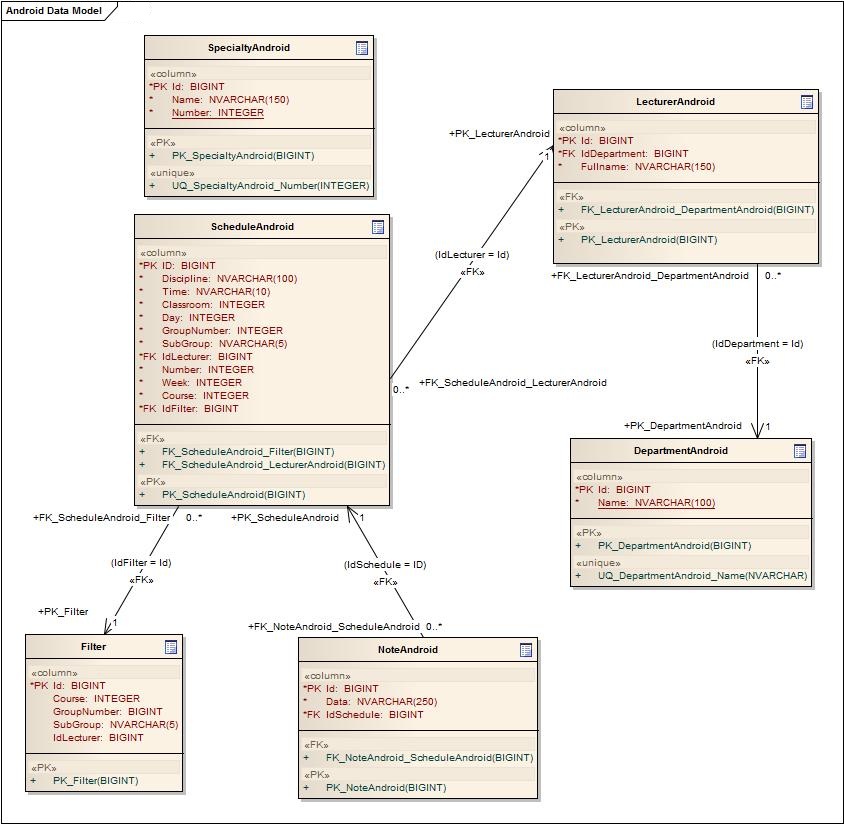 Android Data Model
SpecialtyAndroid
«column»
*PK Id: BIGINT
* Name: NVARCHAR(150)
* Number: INTEGER
«PK»
+ PK_SpecialtyAndroid(BIGINT)
«unique»
+ UQ_SpecialtyAndroid_Number(INTEGER)
LecturerAndroid
«column»
*PK Id: BIGINT
*FK IdDepartment: BIGINT
* Fullname: NVARCHAR(150)
«FK»
+ FK_LecturerAndroid_DepartmentAndroid(BIGINT)
«PK»
+ PK_LecturerAndroid(BIGINT)
+PK_LecturerAndroid
1
(IdLecturer = Id)
«FK»
0..*
+FK_ScheduleAndroid_LecturerAndroid
ScheduleAndroid
«column»
*PK ID: BIGINT
* Discipline: NVARCHAR(100)
* Time: NVARCHAR(10)
* Classroom: INTEGER
* Day: INTEGER
* GroupNumber: INTEGER
* SubGroup: NVARCHAR(5)
*FK IdLecturer: BIGINT
* Number: INTEGER
* Week: INTEGER
* Course: INTEGER
*FK IdFilter: BIGINT
«FK»
+ FK_ScheduleAndroid_Filter(BIGINT)
+ FK_ScheduleAndroid_LecturerAndroid(BIGINT)
«PK»
+ PK_ScheduleAndroid(BIGINT)
+FK_LecturerAndroid_DepartmentAndroid 0..*
(IdDepartment = Id)
«FK»
+PK_DepartmentAndroid 1
DepartmentAndroid
«column»
*PK Id: BIGINT
* Name: NVARCHAR(100)
«PK»
+ PK_DepartmentAndroid(BIGINT)
«unique»
+ UQ_DepartmentAndroid_Name(NVARCHAR)
+FK_ScheduleAndroid_Filter 0..*
(IdFilter = Id)
«FK»
+PK_Filter
1
+PK_ScheduleAndroid 1
(IdSchedule = ID)
«FK»
+FK_NoteAndroid_ScheduleAndroid 0..*
Filter
«column»
*PK Id: BIGINT
Course: INTEGER
GroupNumber: BIGINT
SubGroup: NVARCHAR(5)
IdLecturer: BIGINT
«PK»
+ PK_Filter(BIGINT)
NoteAndroid
«column»
*PK Id: BIGINT
* Data: NVARCHAR(250)
*FK IdSchedule: BIGINT
«FK»
+ FK_NoteAndroid_ScheduleAndroid(BIGINT)
«PK»
+ PK_NoteAndroid(BIGINT)